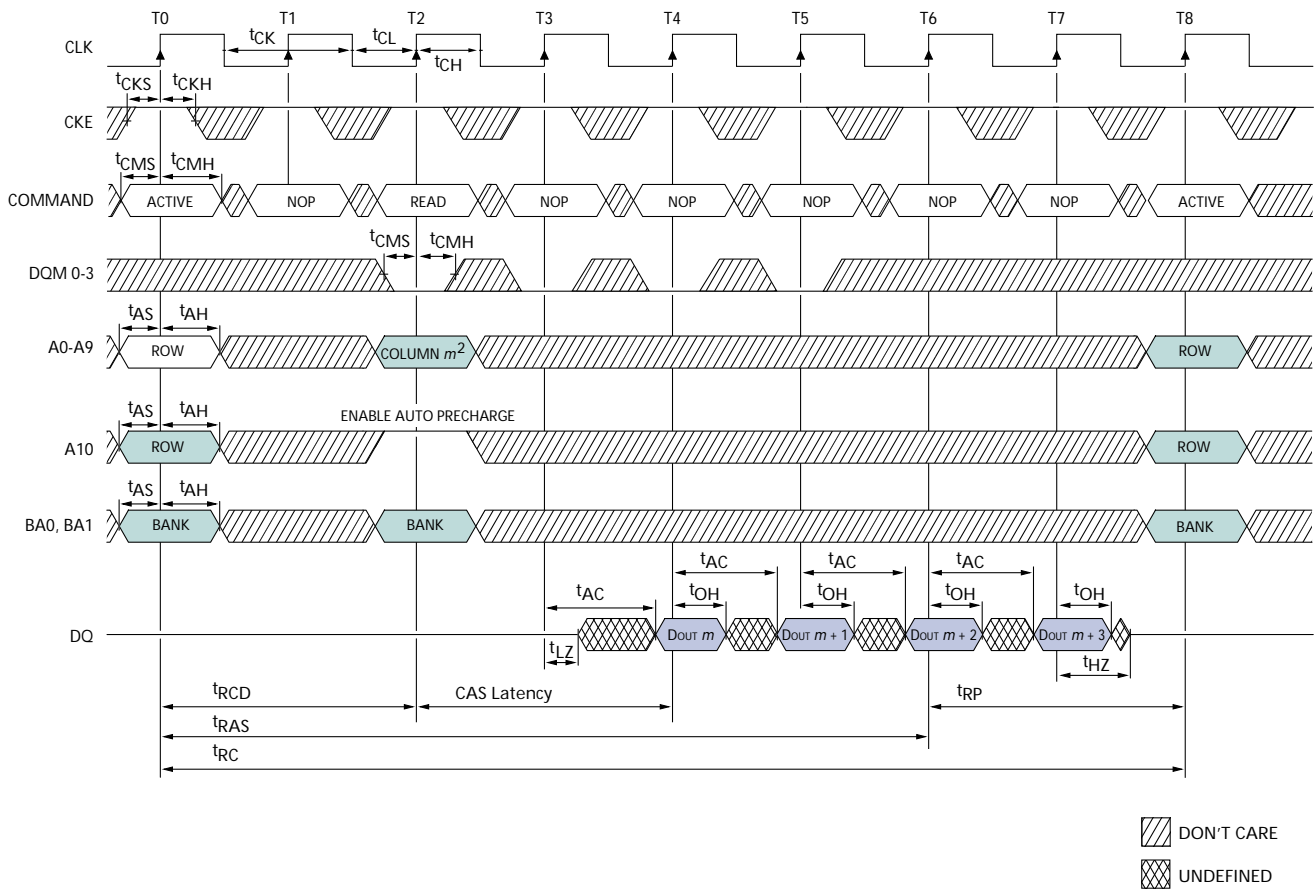 T0 T1 T2 T3 T4 T5 T6 T7 T8
CLK
tCK tCL
tCH
tCKS tCKH
CKE
tCMS tCMH
COMMAND ACTIVE NOP READ NOP NOP NOP NOP NOP ACTIVE
tCMS tCMH
DQM 0-3
tAS tAH
A0-A9 ROW COLUMN m2 ROW
ENABLE AUTO PRECHARGE
tAS tAH
A10 ROW ROW
tAS tAH
BA0, BA1 BANK BANK BANK
tAC tAC tAC
tAC tOH tOH tOH tOH
DQ DOUT m DOUT m + 1 DOUT m + 2 DOUT m + 3
tLZ tHZ
tRCD CAS Latency tRP
tRAS
tRC
DON'T CARE
UNDEFINED